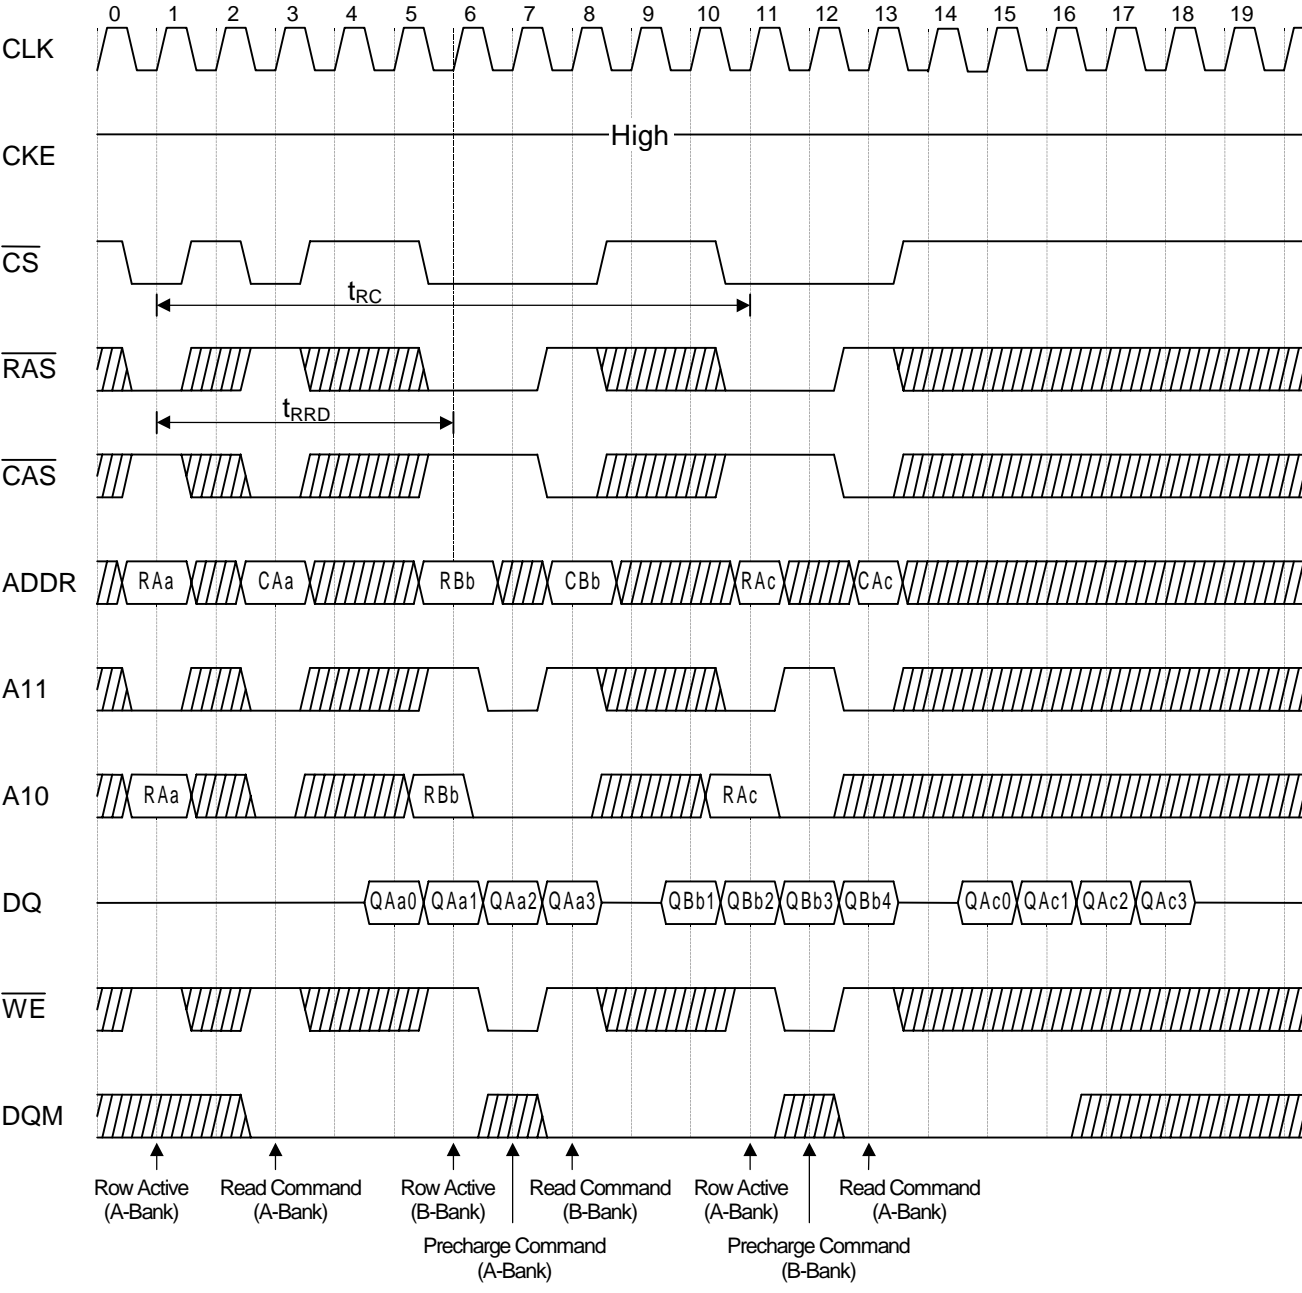 0 1 2 3 4 5 6 7 8 9 10 11 12 13 14 15 16 17 18 19
CLK
High
CKE
CS
tRC
RAS
tRRD
CAS
ADDR RAa CAa RBb CBb RAc CAc
A11
A10 RAa RBb RAc
DQ QAa0 QAa1 QAa2 QAa3 QBb1 QBb2 QBb3 QBb4 QAc0 QAc1 QAc2 QAc3
WE
DQM
Row Active Read Command Row Active Read Command Row Active Read Command
(A-Bank) (A-Bank) (B-Bank) (B-Bank) (A-Bank) (A-Bank)
Precharge Command Precharge Command
(A-Bank) (B-Bank)